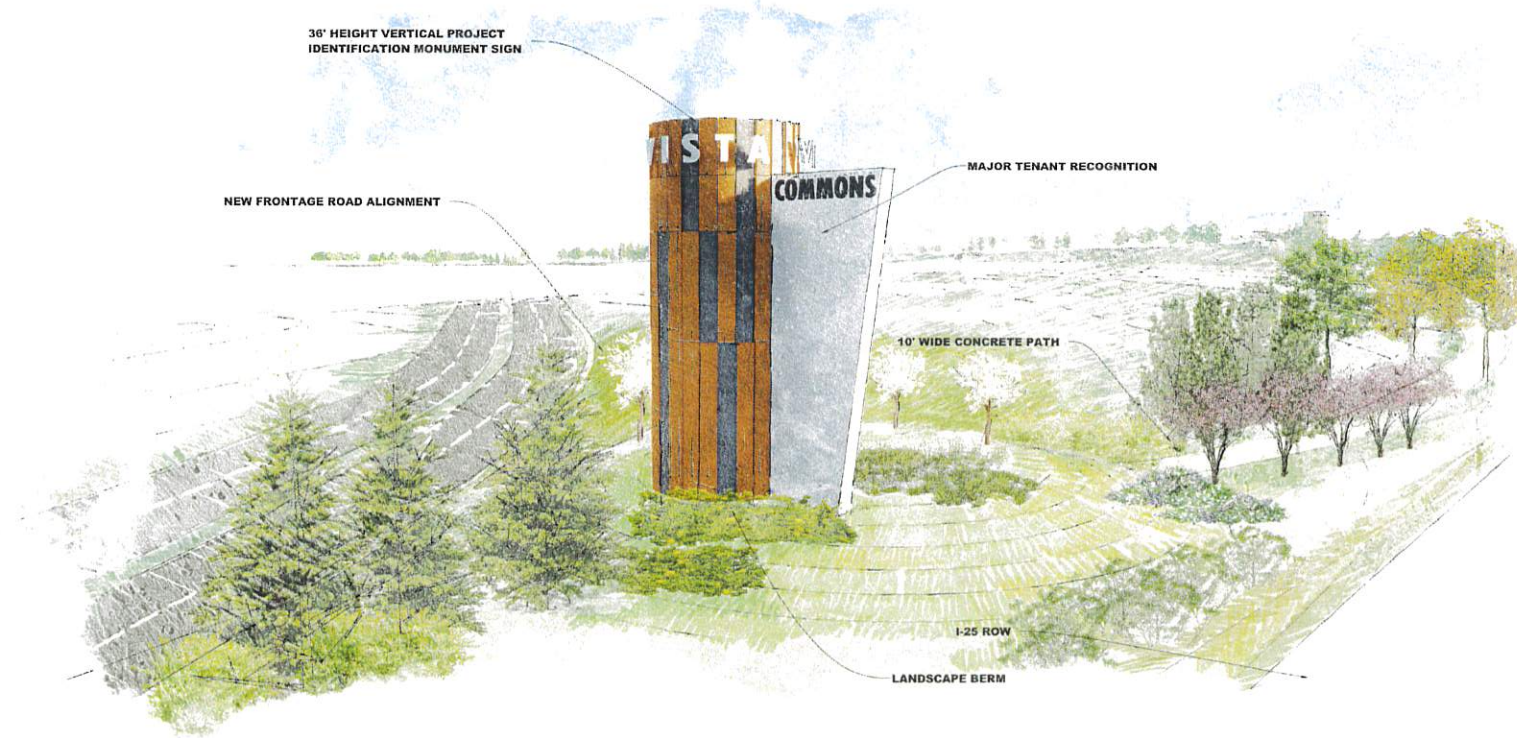 36' HEIGHT VERTICAL PROJECT
IDENTIFICATION MONUMENT SIGN
VISTA
COMMONS
MAJOR TENANT RECOGNITION
NEW FRONTAGE ROAD ALIGNMENT
10' WIDE CONCRETE PATH
I-25 ROW
LANDSCAPE BERM